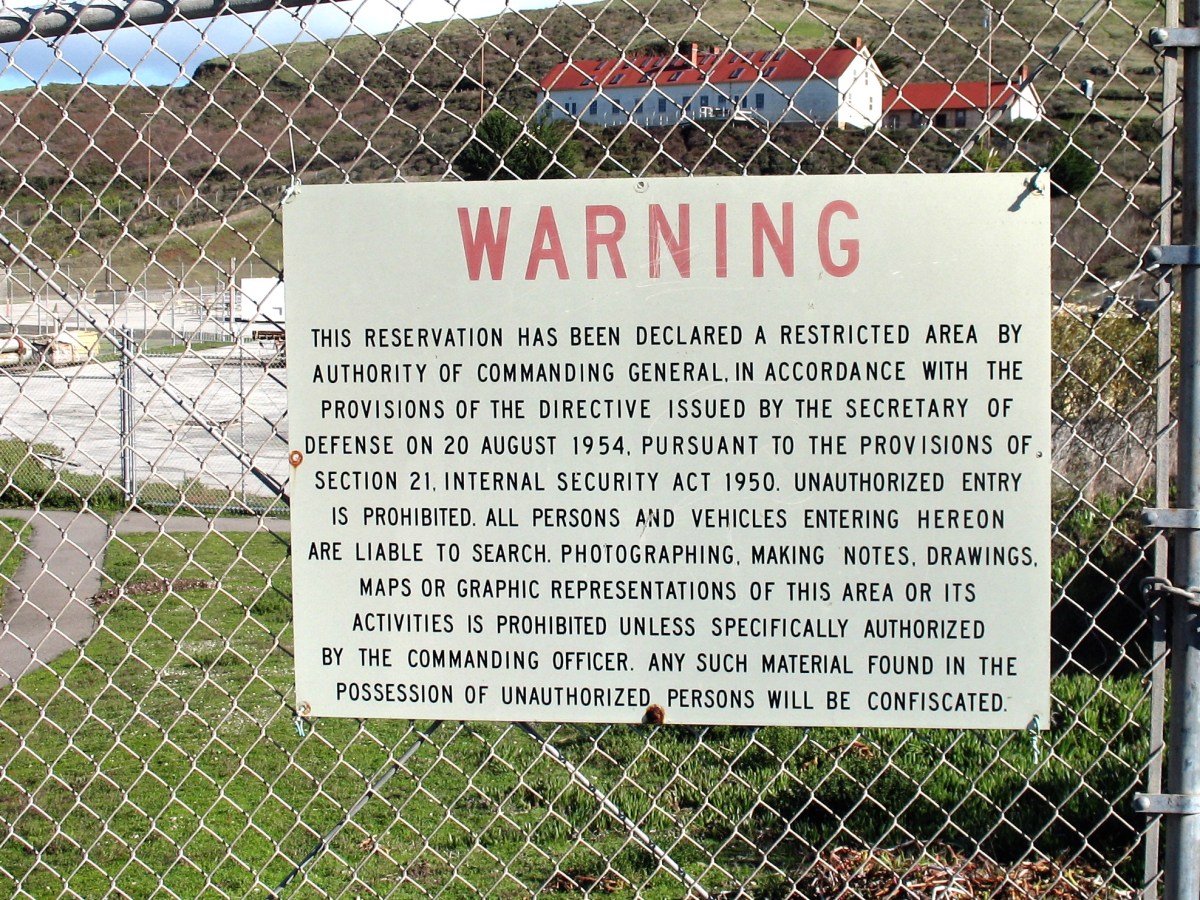 WARNING
THIS RESERVATION HAS BEEN DECLARED A RESTRICTED AREA BY
AUTHORITY OF COMMANDING GENERAL, IN ACCORDANCE WITH THE
PROVISIONS OF THE DIRECTIVE ISSUED BY THE SECRETARY OF
DEFENSE ON 20 AUGUST 1954, PURSUANT TO THE PROVISIONS OF
SECTION 21, INTERNAL SECURITY ACT 1950. UNAUTHORIZED ENTRY
IS PROHIBITED. ALL PERSONS AND VEHICLES ENTERING HEREON
ARE LIABLE TO SEARCH. PHOTOGRAPHING, MAKING NOTES, DRAWINGS,
MAPS OR GRAPHIC REPRESENTATIONS OF THIS AREA OR ITS
ACTIVITIES IS PROHIBITED UNLESS SPECIFICALLY AUTHORIZED
BY THE COMMANDING OFFICER. ANY SUCH MATERIAL FOUND IN THE
POSSESSION OF UNAUTHORIZED PERSONS WILL BE CONFISCATED.